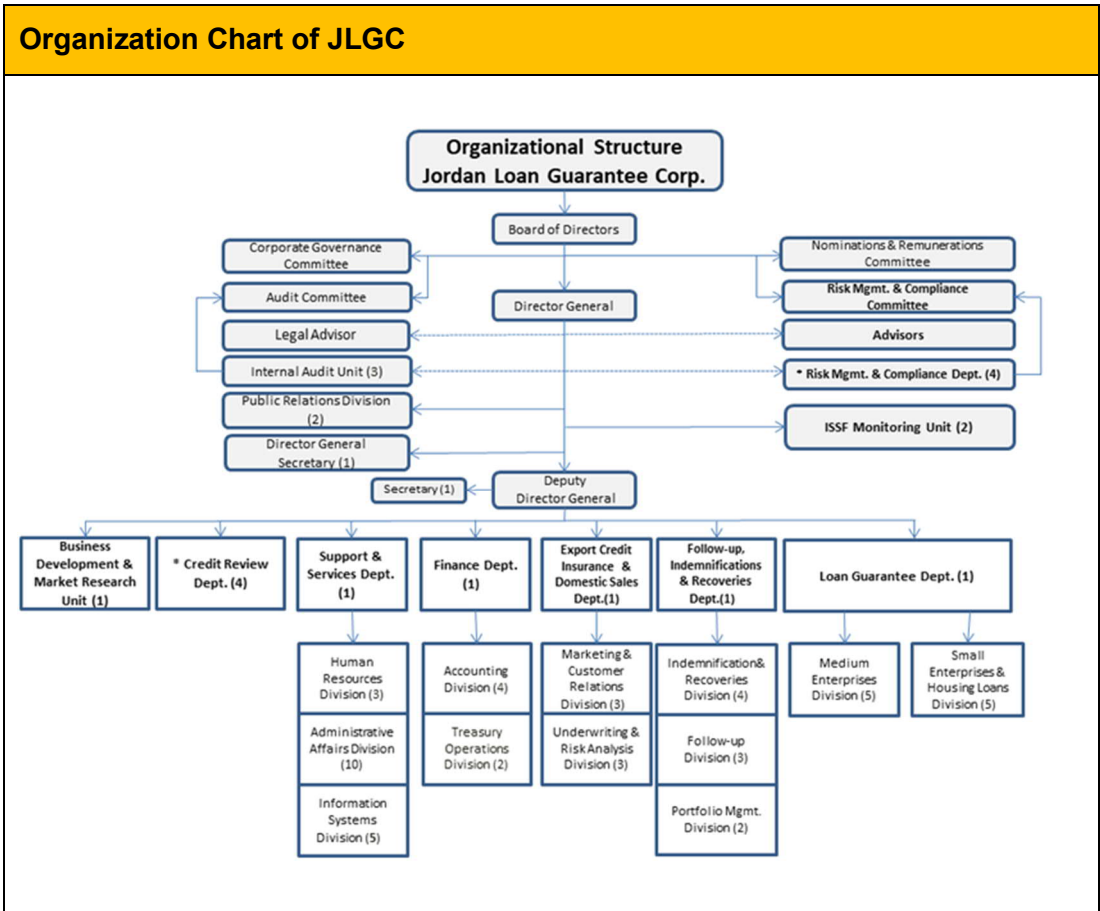 Organization Chart of JLGC
Organizational Structure
Jordan Loan Guarantee Corp.
Board of Directors
Corporate Governance
Committee
Nominations & Remunerations
Committee
Audit Committee
Director General
Risk Mgmt. & Compliance
Committee
Legal Advisor
Advisors
Internal Audit Unit (3)
* Risk Mgmt. & Compliance Dept. (4)
Public Relations Division
(2)
ISSF Monitoring Unit (2)
Director General
Secretary (1)
Secretary (1)
Deputy
Director General
Business
Development &
Market Research
Unit (1)
* Credit Review
Dept. (4)
Support &
Services Dept.
(1)
Finance Dept.
(1)
Export Credit
Insurance &
Domestic Sales
Dept.(1)
Follow-up,
Indemnifications
& Recoveries
Dept.(1)
Loan Guarantee Dept. (1)
Human
Resources
Division (3)
Administrative
Affairs Division
(10)
Information
Systems
Division (5)
Accounting
Division (4)
Treasury
Operations
Division (2)
Marketing &
Customer
Relations
Division (3)
Underwriting &
Risk Analysis
Division (3)
Indemnification&
Recoveries
Division (4)
Follow-up
Division (3)
Portfolio Mgmt.
Division (2)
Medium
Enterprises
Division (5)
Small
Enterprises &
Housing Loans
Division (5)